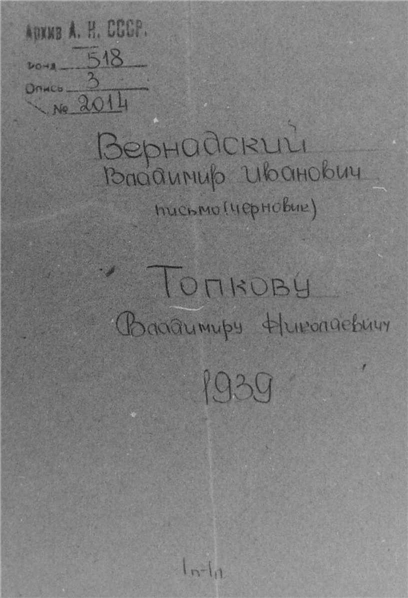 Архив А. Н. СССР.
Фонд 518
Опись 3
№ 2014
Вернадский
Владимир Иванович
письмо (черновик)
Топкову
Владимиру Николаевичу
1939